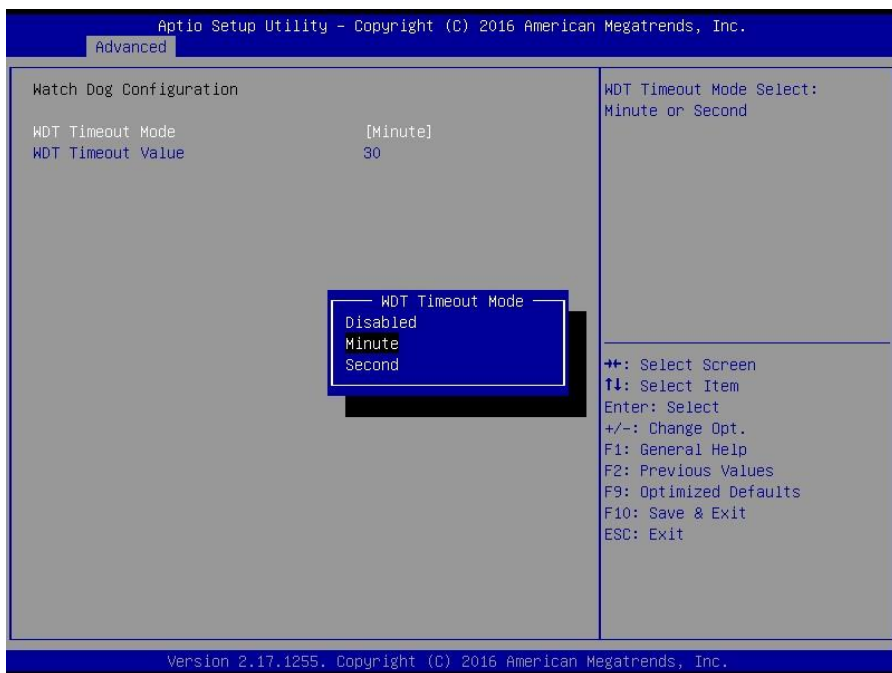 Aptio Setup Utility – Copyright (C) 2016 American Megatrends, Inc.
Advanced
Watch Dog Configuration
WDT Timeout Mode [Minute]
WDT Timeout Value 30
WDT Timeout Mode Select:
Minute or Second
WDT Timeout Mode
Disabled
Minute
Second
→←: Select Screen
↑↓: Select Item
Enter: Select
+/-: Change Opt.
F1: General Help
F2: Previous Values
F9: Optimized Defaults
F10: Save & Exit
ESC: Exit
Version 2.17.1255. Copyright (C) 2016 American Megatrends, Inc.